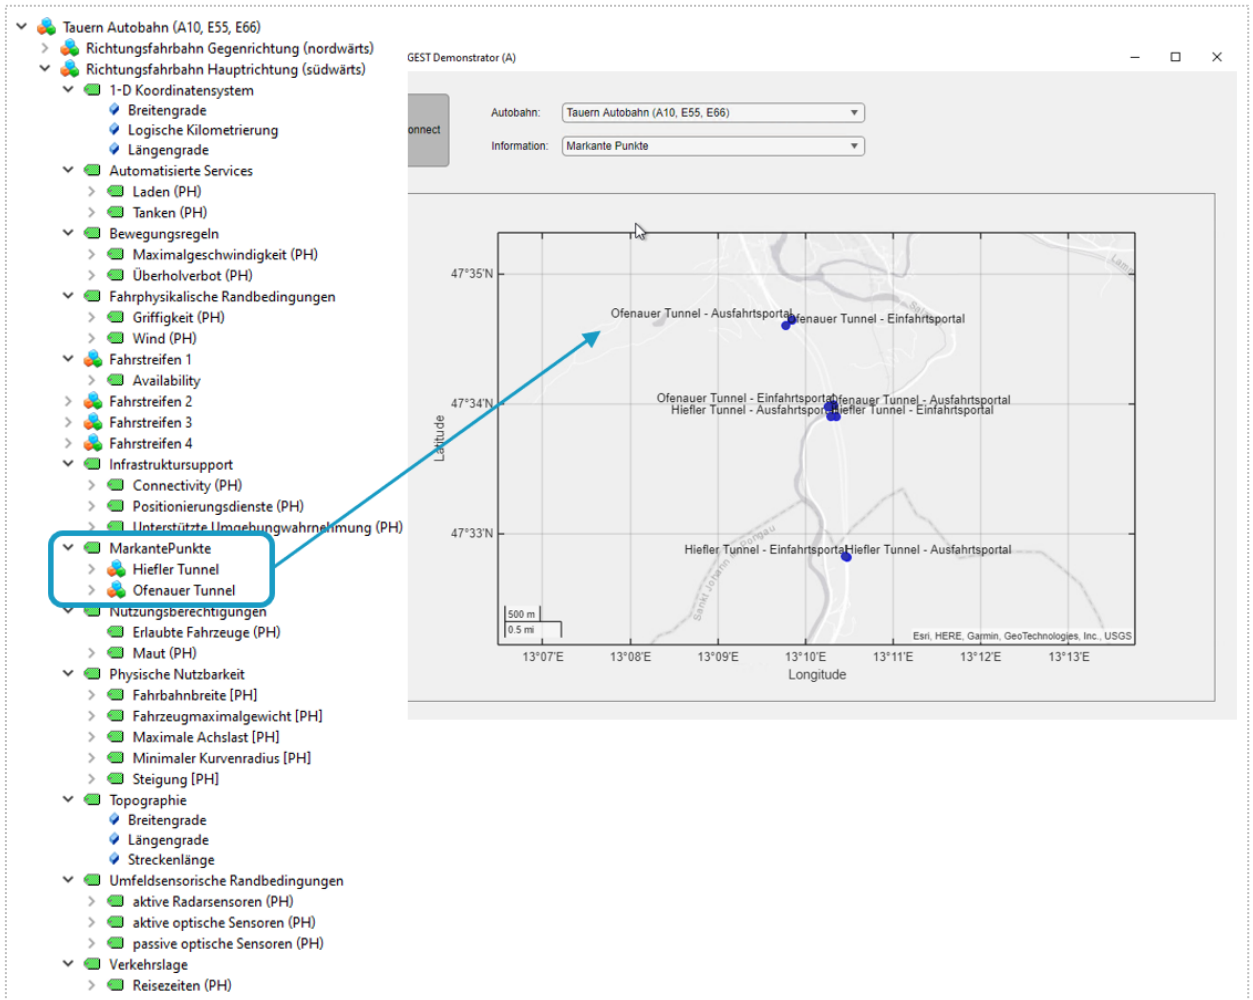 Tauern Autobahn (A10, E55, E66)
Richtungsfahrbahn Gegenrichtung (nordwärts)
Richtungsfahrbahn Hauptrichtung (südwärts)
1-D Koordinatensystem
Breitengrade
Logische Kilometrierung
Längengrade
Automatisierte Services
Laden (PH)
Tanken (PH)
Bewegungsregeln
Maximalgeschwindigkeit (PH)
Überholverbot (PH)
Fahrphysikalische Randbedingungen
Griffigkeit (PH)
Wind (PH)
Fahrstreifen 1
Availability
Fahrstreifen 2
Fahrstreifen 3
Fahrstreifen 4
Infrastruktursupport
Connectivity (PH)
Positionierungsdienste (PH)
Unterstützte Umgebungwahrnehmung (PH)
MarkantePunkte
Hiefler Tunnel
Ofenauer Tunnel
Nutzungsberechtigungen
Erlaubte Fahrzeuge (PH)
Maut (PH)
Physische Nutzbarkeit
Fahrbahnbreite [PH]
Fahrzeugmaximalgewicht [PH]
Maximale Achslast [PH]
Minimaler Kurvenradius [PH]
Steigung [PH]
Topographie
Breitengrade
Längengrade
Streckenlänge
Umfeldsensorische Randbedingungen
aktive Radarsensoren (PH)
aktive optische Sensoren (PH)
passive optische Sensoren (PH)
Verkehrslage
Reisezeiten (PH)
GEST Demonstrator (A)
onnect
Autobahn: Tauern Autobahn (A10, E55, E66)
Information: Markante Punkte
Latitude
47°35'N
47°34'N
47°33'N
Lam
Salz
Ofenauer Tunnel - Ausfahrtsportal
Ofenauer Tunnel - Einfahrtsportal
Ofenauer Tunnel - Einfahrtsportal
Ofenauer Tunnel - Ausfahrtsportal
Hiefler Tunnel - Ausfahrtsportal
Hiefler Tunnel - Einfahrtsportal
Hiefler Tunnel - Einfahrtsportal
Hiefler Tunnel - Ausfahrtsportal
Sankt Johann im Pongau
500 m
0.5 mi
Esri, HERE, Garmin, GeoTechnologies, Inc., USGS
13°07'E 13°08'E 13°09'E 13°10'E 13°11'E 13°12'E 13°13'E
Longitude